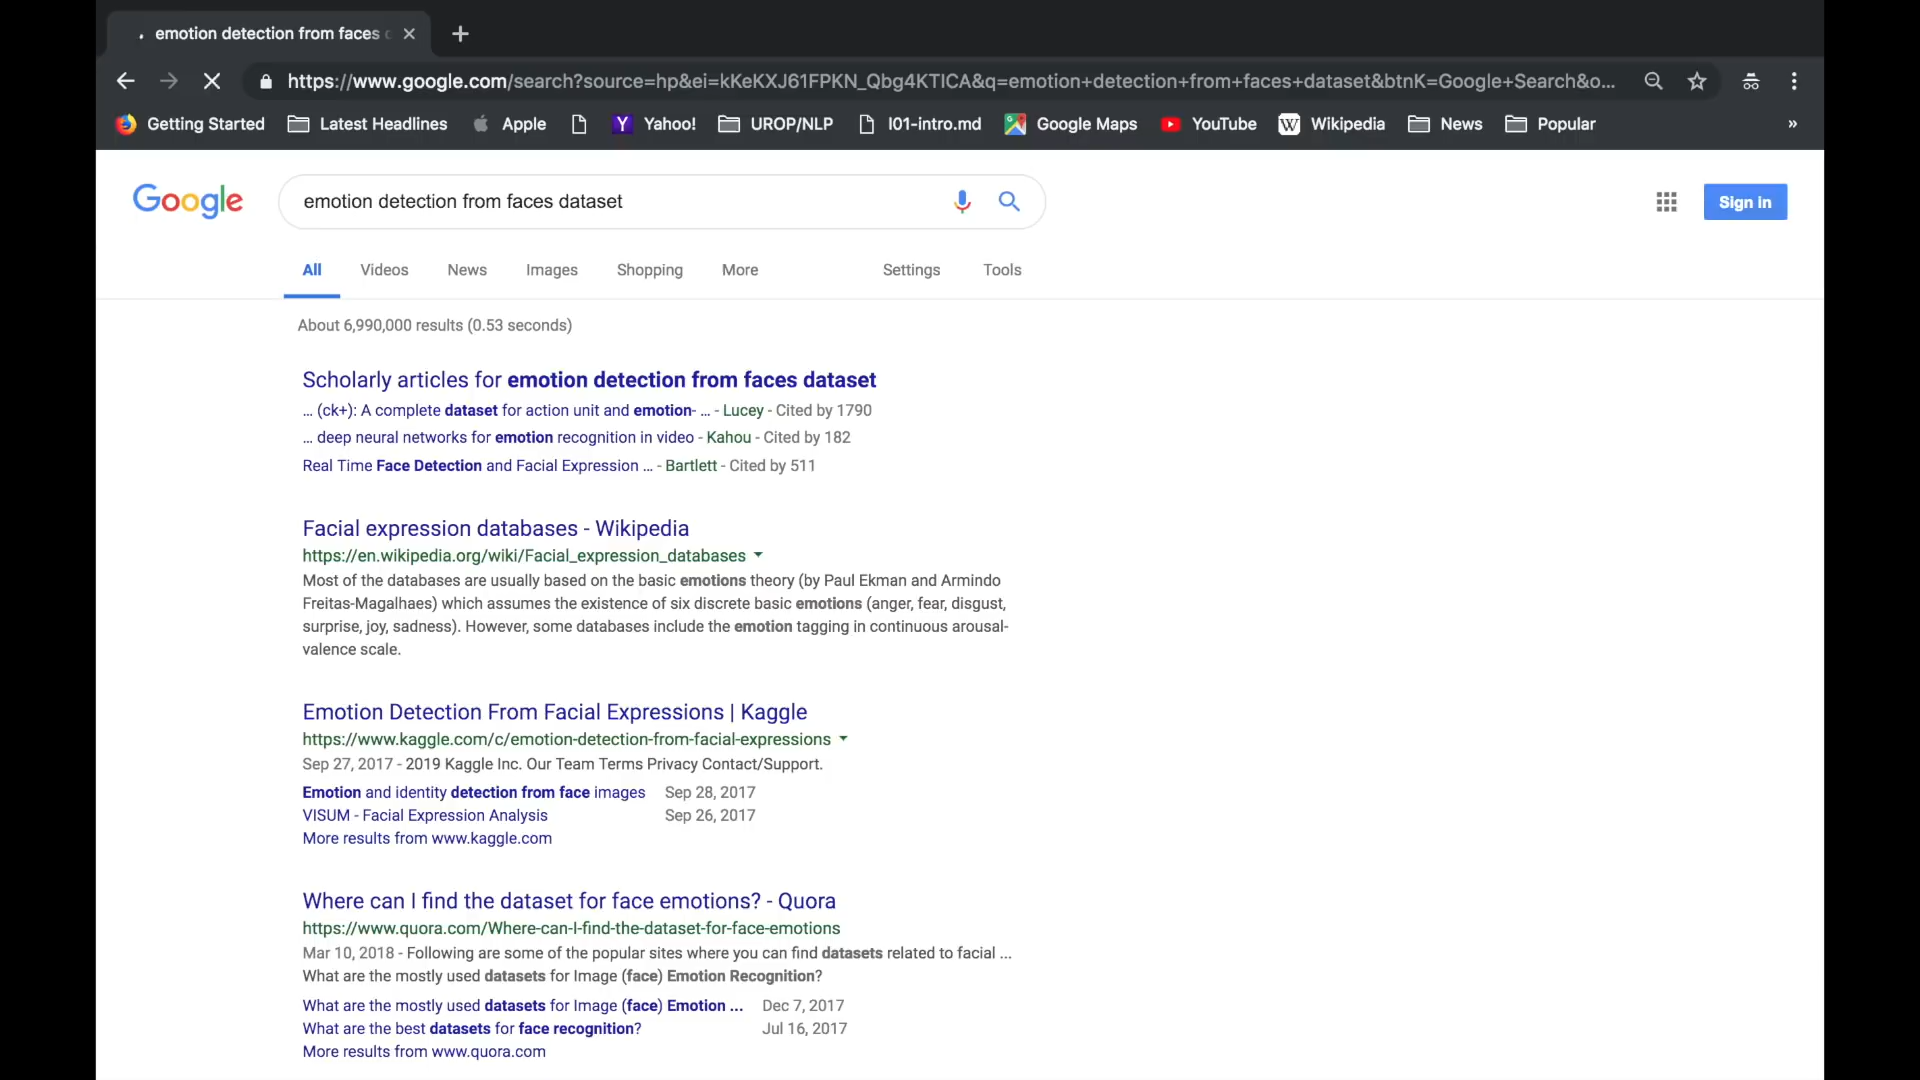 emotion detection from faces
https://www.google.com/search?source=hp&ei=kKeKXJ61FPKN_Qbg4KTICA&q=emotion+detection+from+faces+dataset&btnK=Google+Search&o...
Getting Started Latest Headlines Apple Yahoo! UROP/NLP l01-intro.md Google Maps YouTube Wikipedia News Popular »
Google emotion detection from faces dataset Sign in
All Videos News Images Shopping More Settings Tools
About 6,990,000 results (0.53 seconds)
Scholarly articles for emotion detection from faces dataset
... (ck+): A complete dataset for action unit and emotion- ... - Lucey - Cited by 1790
... deep neural networks for emotion recognition in video - Kahou - Cited by 182
Real Time Face Detection and Facial Expression ... - Bartlett - Cited by 511
Facial expression databases - Wikipedia
https://en.wikipedia.org/wiki/Facial_expression_databases
Most of the databases are usually based on the basic emotions theory (by Paul Ekman and Armindo
Freitas-Magalhaes) which assumes the existence of six discrete basic emotions (anger, fear, disgust,
surprise, joy, sadness). However, some databases include the emotion tagging in continuous arousal-
valence scale.
Emotion Detection From Facial Expressions | Kaggle
https://www.kaggle.com/c/emotion-detection-from-facial-expressions
Sep 27, 2017 - 2019 Kaggle Inc. Our Team Terms Privacy Contact/Support.
Emotion and identity detection from face images Sep 28, 2017
VISUM - Facial Expression Analysis Sep 26, 2017
More results from www.kaggle.com
Where can I find the dataset for face emotions? - Quora
https://www.quora.com/Where-can-I-find-the-dataset-for-face-emotions
Mar 10, 2018 - Following are some of the popular sites where you can find datasets related to facial ...
What are the mostly used datasets for Image (face) Emotion Recognition?
What are the mostly used datasets for Image (face) Emotion ... Dec 7, 2017
What are the best datasets for face recognition? Jul 16, 2017
More results from www.quora.com